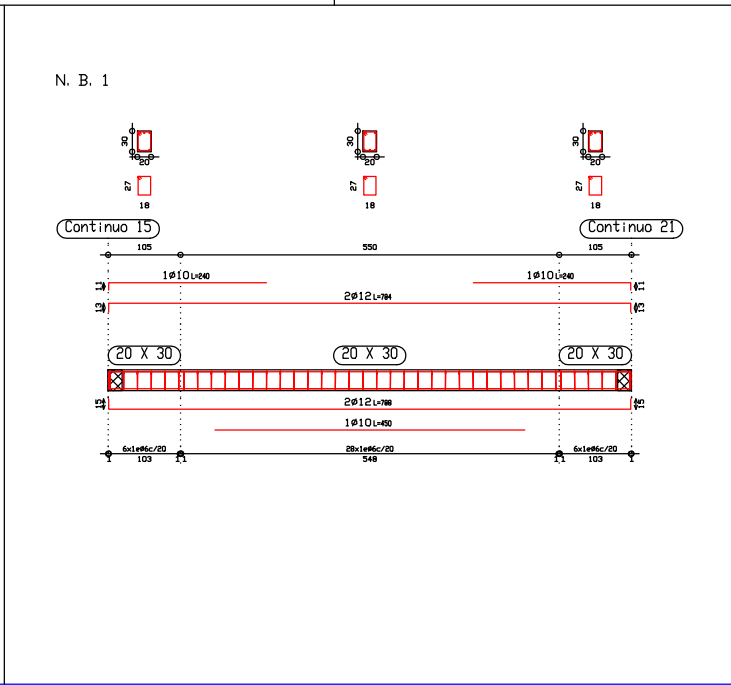 N. B. 1
30 30 30
20 20 20
27 27 27
18 18 18
Continuo 15 Continuo 21
105 550 105
1Ø10L=240 1Ø10L=240
11 11
2Ø12L=784
13 13
20 X 30 20 X 30 20 X 30
2Ø12L=788
15 15
1Ø10L=450
6x1eØ6c/20 28x1eØ6c/20 6x1eØ6c/20
1 103 1 1 548 1 1 103 1